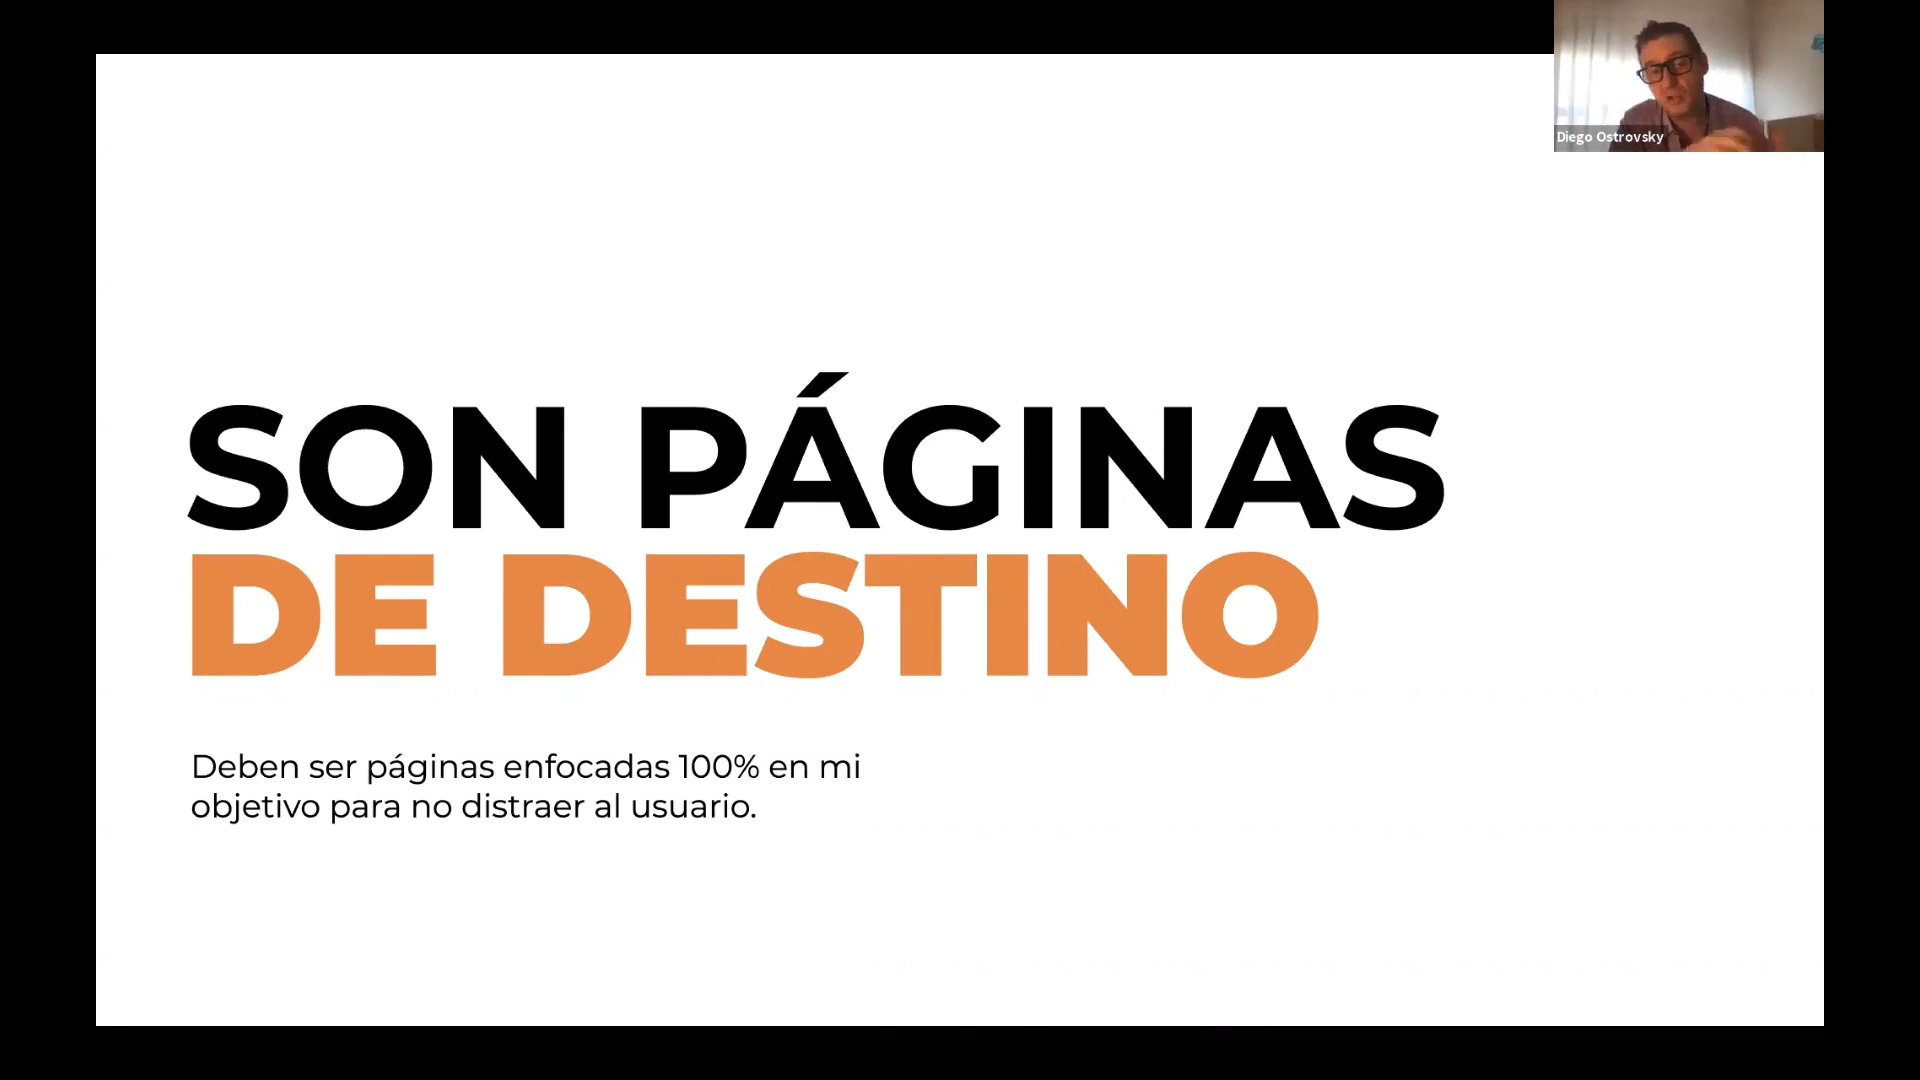 Diego Ostrovsky
SON PÁGINAS
DE DESTINO
Deben ser páginas enfocadas 100% en mi
objetivo para no distraer al usuario.